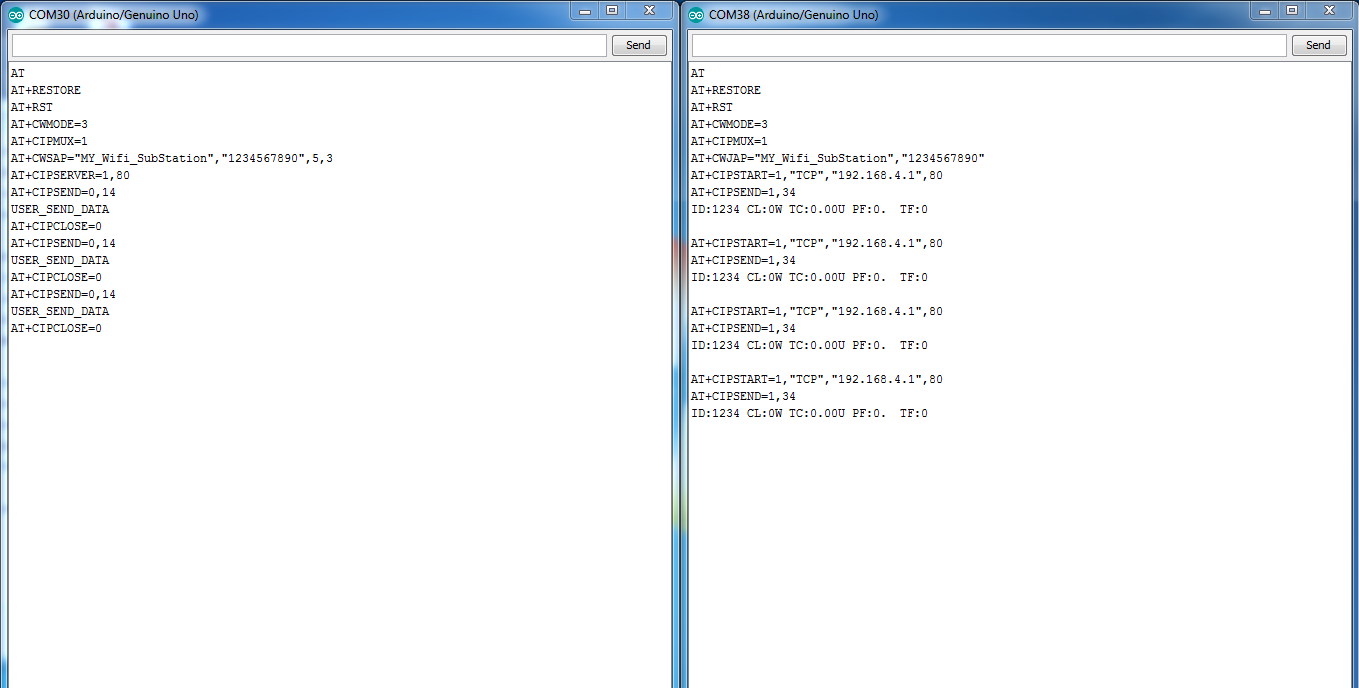 COM30 (Arduino/Genuino Uno)
Send
AT
AT+RESTORE
AT+RST
AT+CWMODE=3
AT+CIPMUX=1
AT+CWSAP="MY_Wifi_SubStation","1234567890",5,3
AT+CIPSERVER=1,80
AT+CIPSEND=0,14
USER_SEND_DATA
AT+CIPCLOSE=0
AT+CIPSEND=0,14
USER_SEND_DATA
AT+CIPCLOSE=0
AT+CIPSEND=0,14
USER_SEND_DATA
AT+CIPCLOSE=0
COM38 (Arduino/Genuino Uno)
Send
AT
AT+RESTORE
AT+RST
AT+CWMODE=3
AT+CIPMUX=1
AT+CWJAP="MY_Wifi_SubStation","1234567890"
AT+CIPSTART=1,"TCP","192.168.4.1",80
AT+CIPSEND=1,34
ID:1234 CL:0W TC:0.00U PF:0.  TF:0
AT+CIPSTART=1,"TCP","192.168.4.1",80
AT+CIPSEND=1,34
ID:1234 CL:0W TC:0.00U PF:0.  TF:0
AT+CIPSTART=1,"TCP","192.168.4.1",80
AT+CIPSEND=1,34
ID:1234 CL:0W TC:0.00U PF:0.  TF:0
AT+CIPSTART=1,"TCP","192.168.4.1",80
AT+CIPSEND=1,34
ID:1234 CL:0W TC:0.00U PF:0.  TF:0